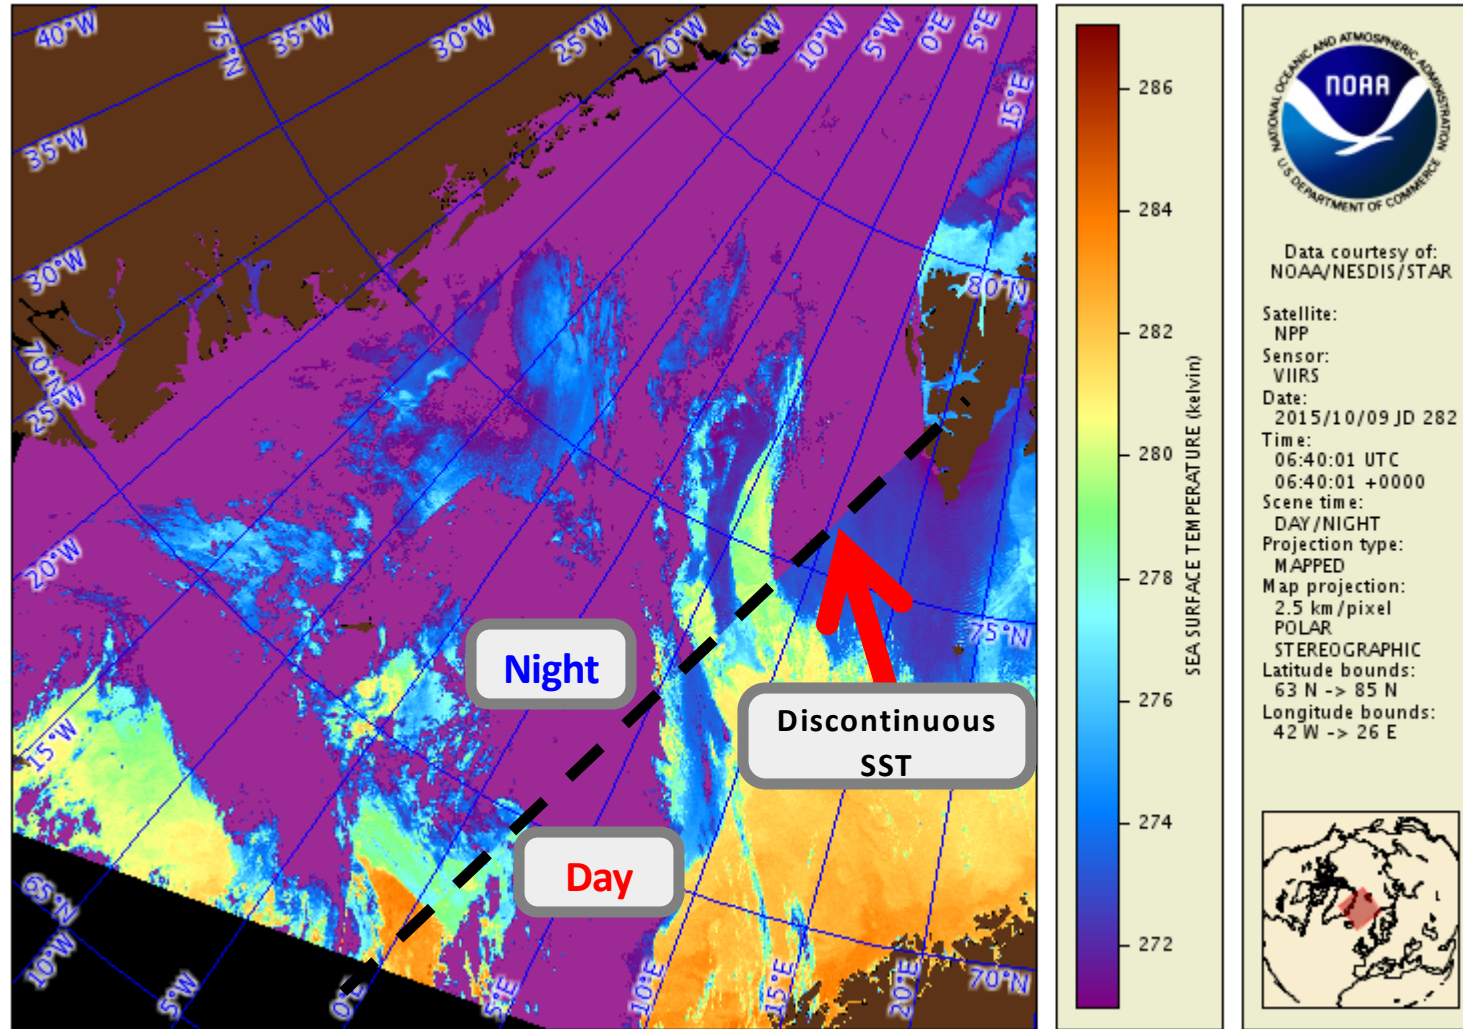 40°W
75°N
35°W
30°W
25°W
20°W
15°W
10°W
5°W
0°E
5°E
15°E
35°W
30°W
80°N
70°N
25°W
20°W
75°N
15°W
65°N
10°W
5°W
0°E
5°E
10°E
15°E
20°E
70°N
Night
Day
Discontinuous
SST
286
284
282
280
278
276
274
272
SEA SURFACE TEMPERATURE (kelvin)
NATIONAL OCEANIC AND ATMOSPHERIC ADMINISTRATION
U.S. DEPARTMENT OF COMMERCE
NOAA
Data courtesy of:
NOAA/NESDIS/STAR
Satellite:
NPP
Sensor:
VIIRS
Date:
2015/10/09 JD 282
Time:
06:40:01 UTC
06:40:01 +0000
Scene time:
DAY/NIGHT
Projection type:
MAPPED
Map projection:
2.5 km/pixel
POLAR
STEREOGRAPHIC
Latitude bounds:
63 N -> 85 N
Longitude bounds:
42 W -> 26 E